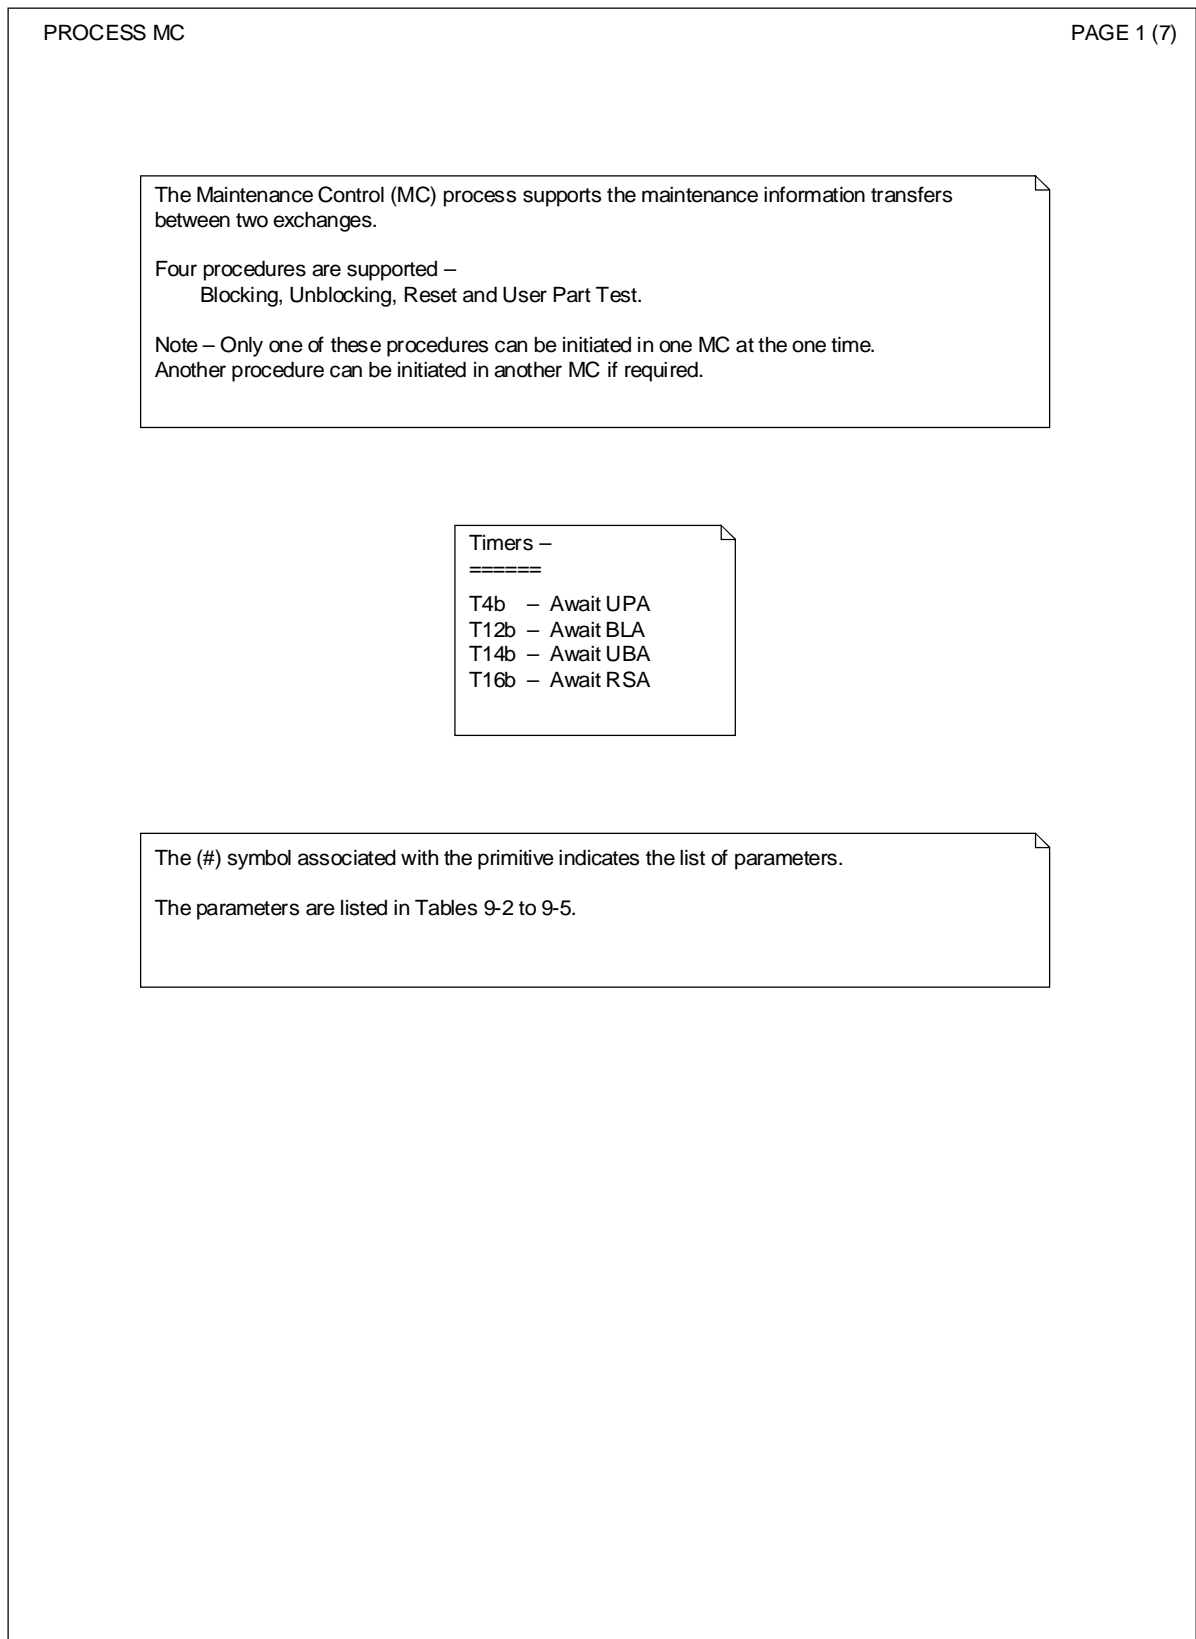 PROCESS MC
PAGE 1 (7)
The Maintenance Control (MC) process supports the maintenance information transfers
between two exchanges.
Four procedures are supported –
Blocking, Unblocking, Reset and User Part Test.
Note – Only one of these procedures can be initiated in one MC at the one time.
Another procedure can be initiated in another MC if required.
Timers –
======
T4b – Await UPA
T12b – Await BLA
T14b – Await UBA
T16b – Await RSA
The (#) symbol associated with the primitive indicates the list of parameters.
The parameters are listed in Tables 9-2 to 9-5.